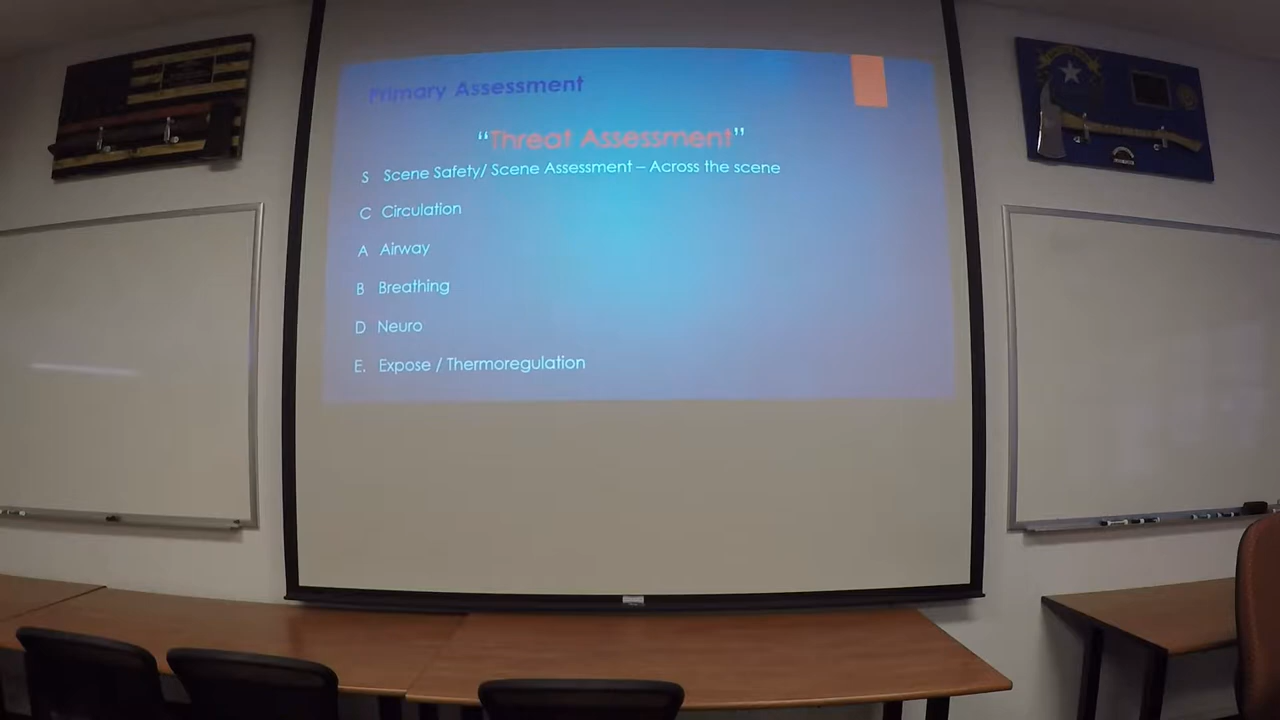 Primary Assessment
“Threat Assessment”
S Scene Safety/ Scene Assessment – Across the scene
C Circulation
A Airway
B Breathing
D Neuro
E. Expose / Thermoregulation